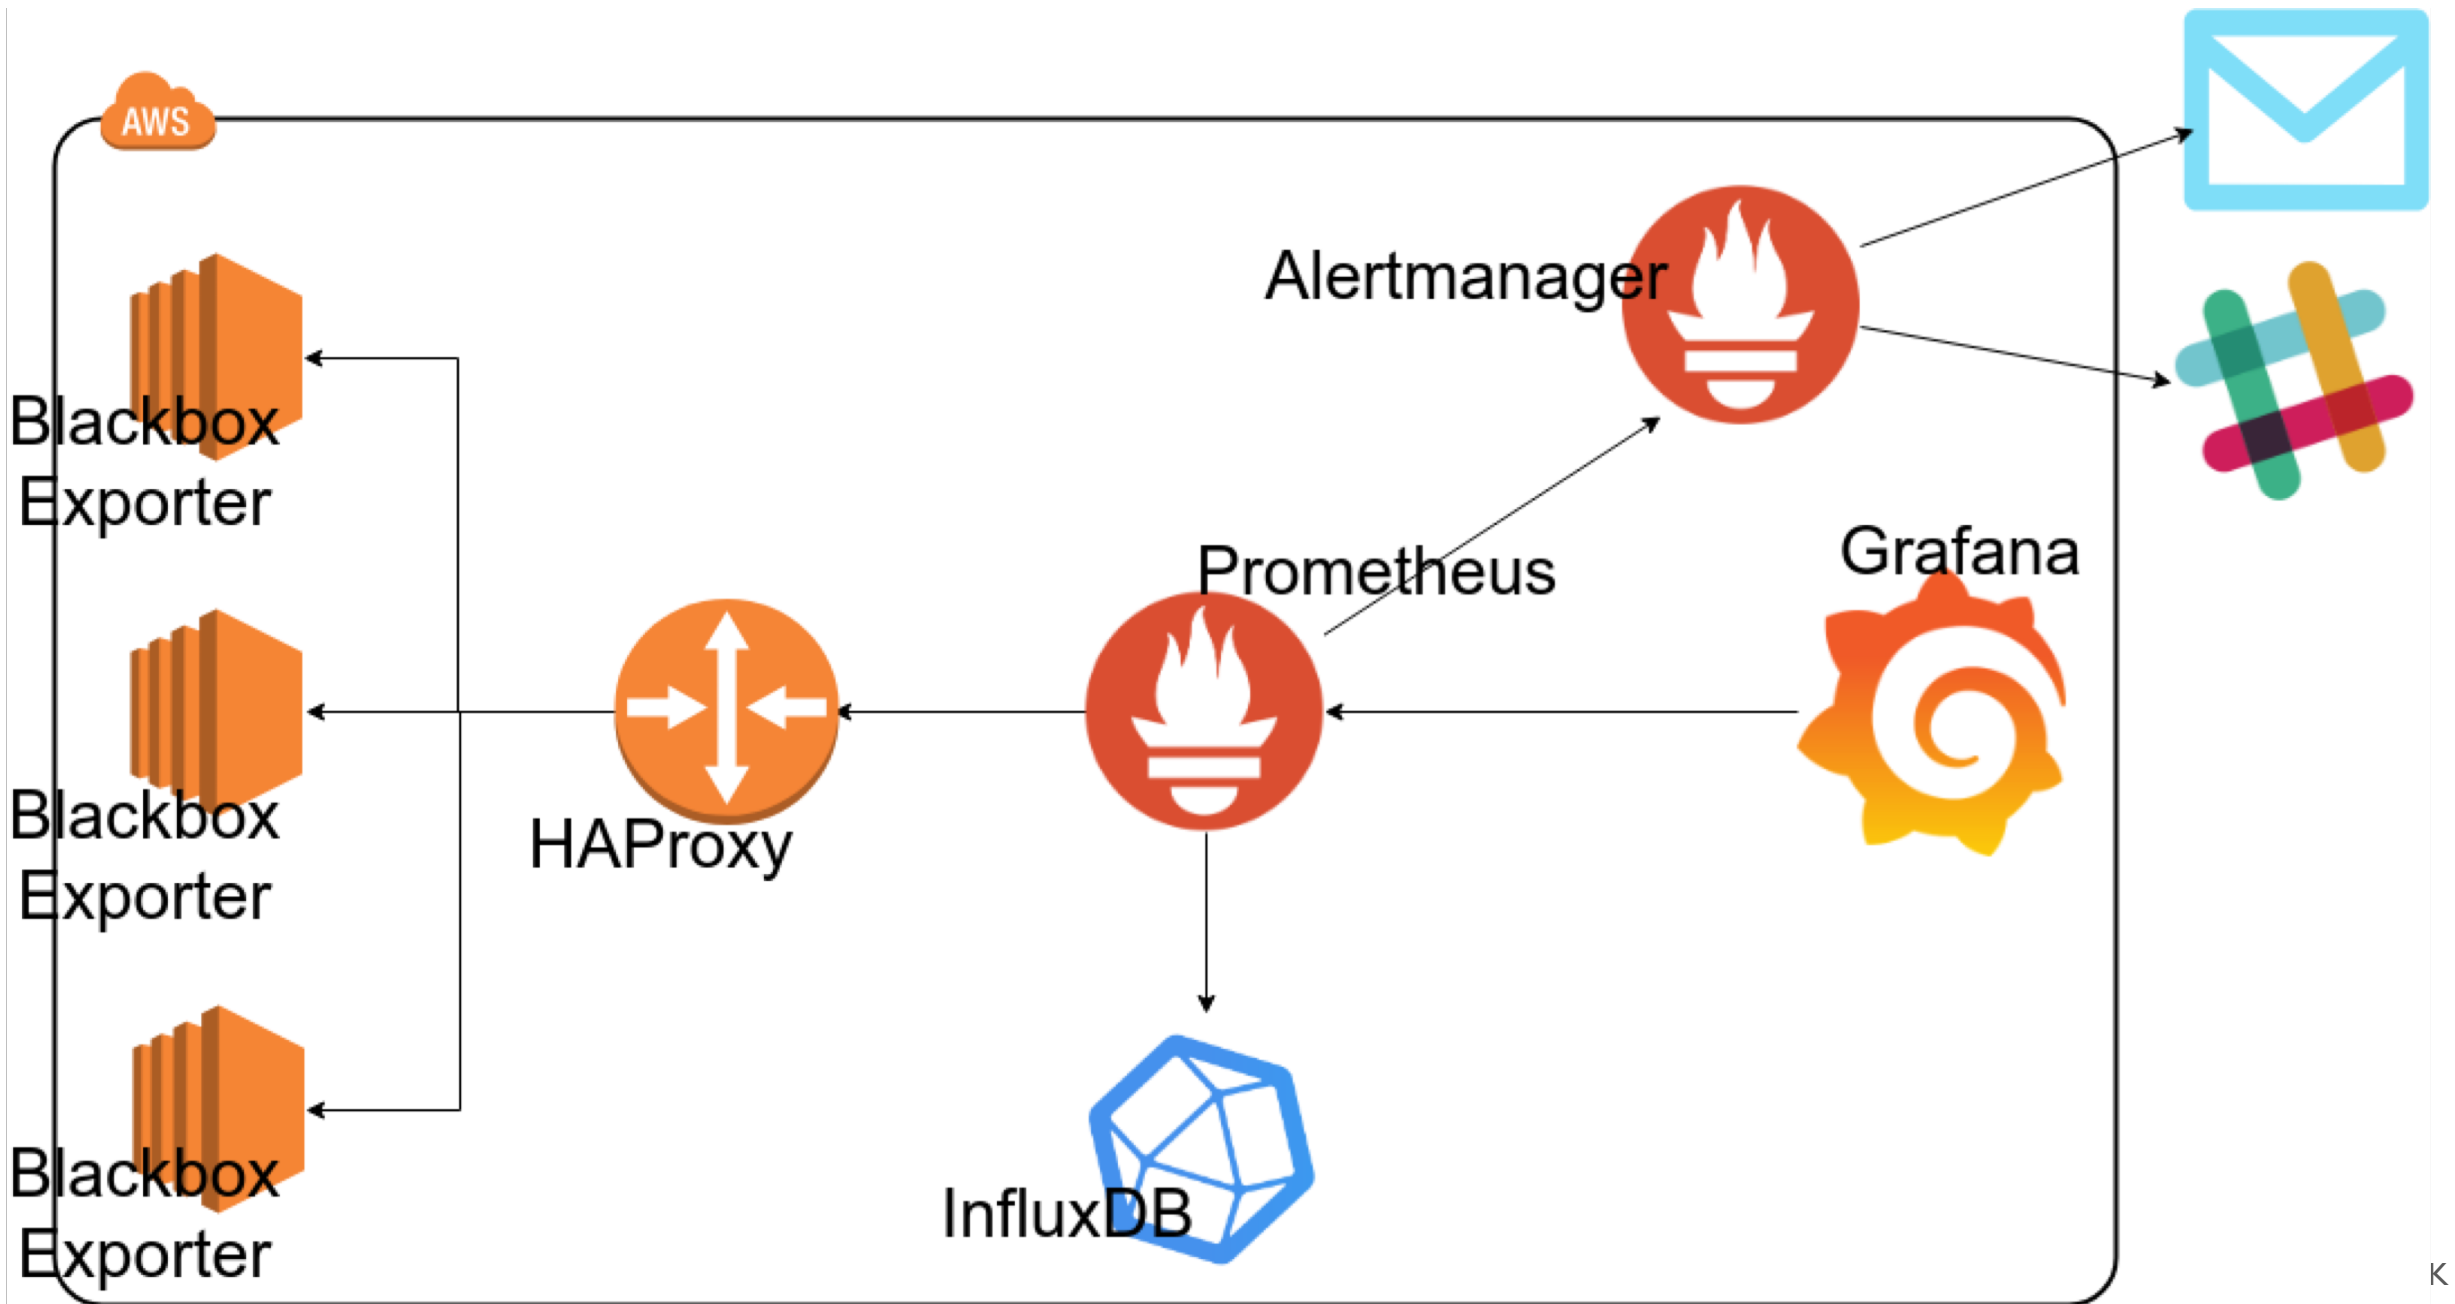 AWS
Alertmanager
Blackbox
Exporter
Prometheus
Grafana
Blackbox
Exporter
HAProxy
Blackbox
Exporter
InfluxDB
K